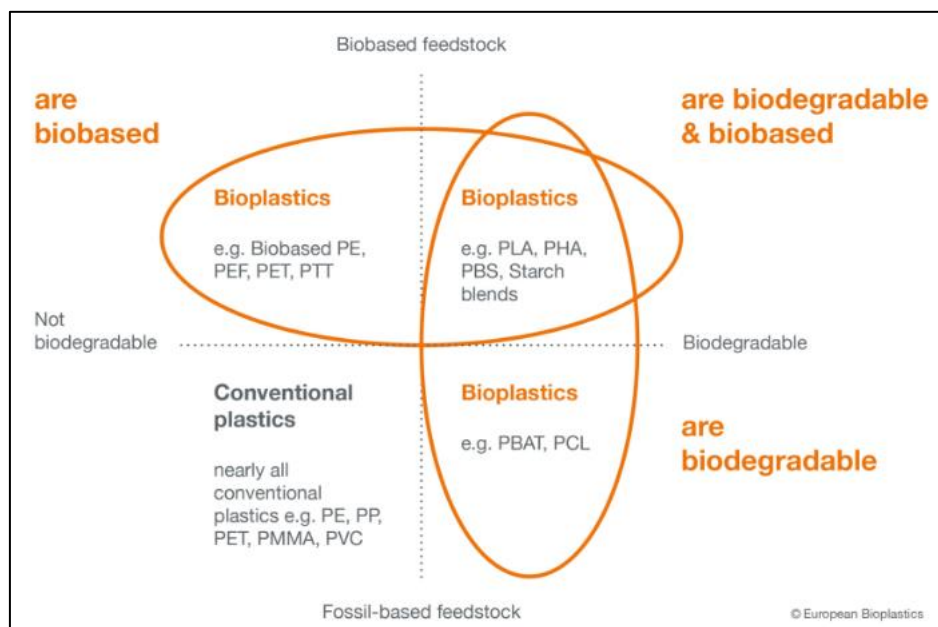 Biobased feedstock
are
biobased
are biodegradable
& biobased
Bioplastics
e.g. Biobased PE,
PEF, PET, PTT
Bioplastics
e.g. PLA, PHA,
PBS, Starch
blends
Not
biodegradable
Biodegradable
Conventional
plastics
nearly all
conventional
plastics e.g. PE, PP,
PET, PMMA, PVC
Bioplastics
e.g. PBAT, PCL
are
biodegradable
Fossil-based feedstock
© European Bioplastics